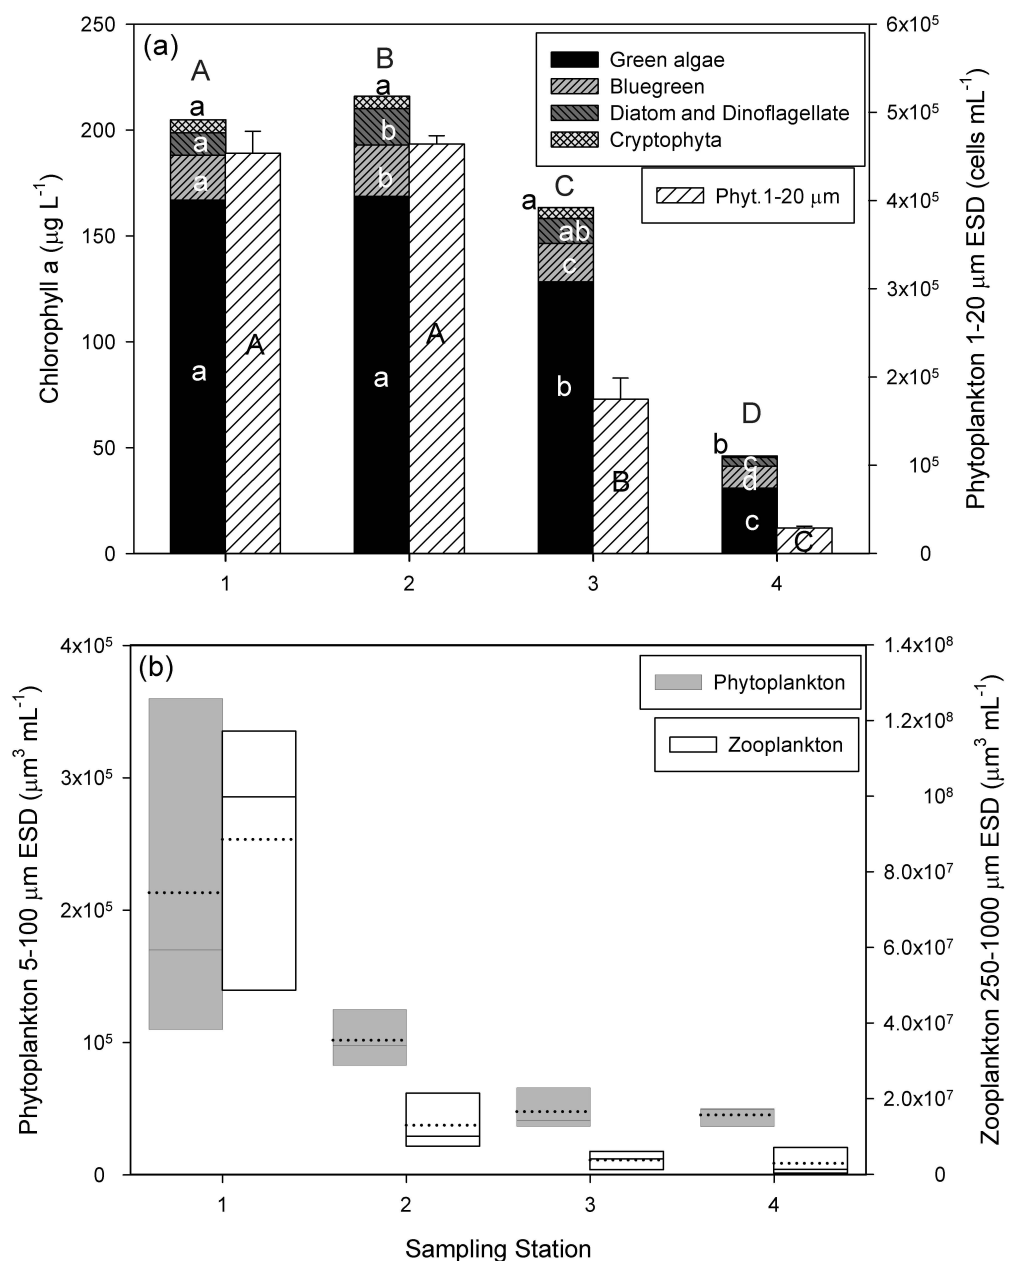 (a)
Chlorophyll a (μg L⁻¹)
250
200
150
100
50
0
A
a
a
a
a
A
B
a
b
b
a
A
C
a
ab
c
b
B
D
b
c
d
c
C
Green algae
Bluegreen
Diatom and Dinoflagellate
Cryptophyta
Phyt.1-20 μm
6x10⁵
5x10⁵
4x10⁵
3x10⁵
2x10⁵
10⁵
0
Phytoplankton 1-20 μm ESD (cells mL⁻¹)
1 2 3 4
(b)
Phytoplankton 5-100 μm ESD (μm³ mL⁻¹)
4x10⁵
3x10⁵
2x10⁵
10⁵
0
Phytoplankton
Zooplankton
1.4x10⁸
1.2x10⁸
10⁸
8.0x10⁷
6.0x10⁷
4.0x10⁷
2.0x10⁷
0
Zooplankton 250-1000 μm ESD (μm³ mL⁻¹)
1 2 3 4
Sampling Station